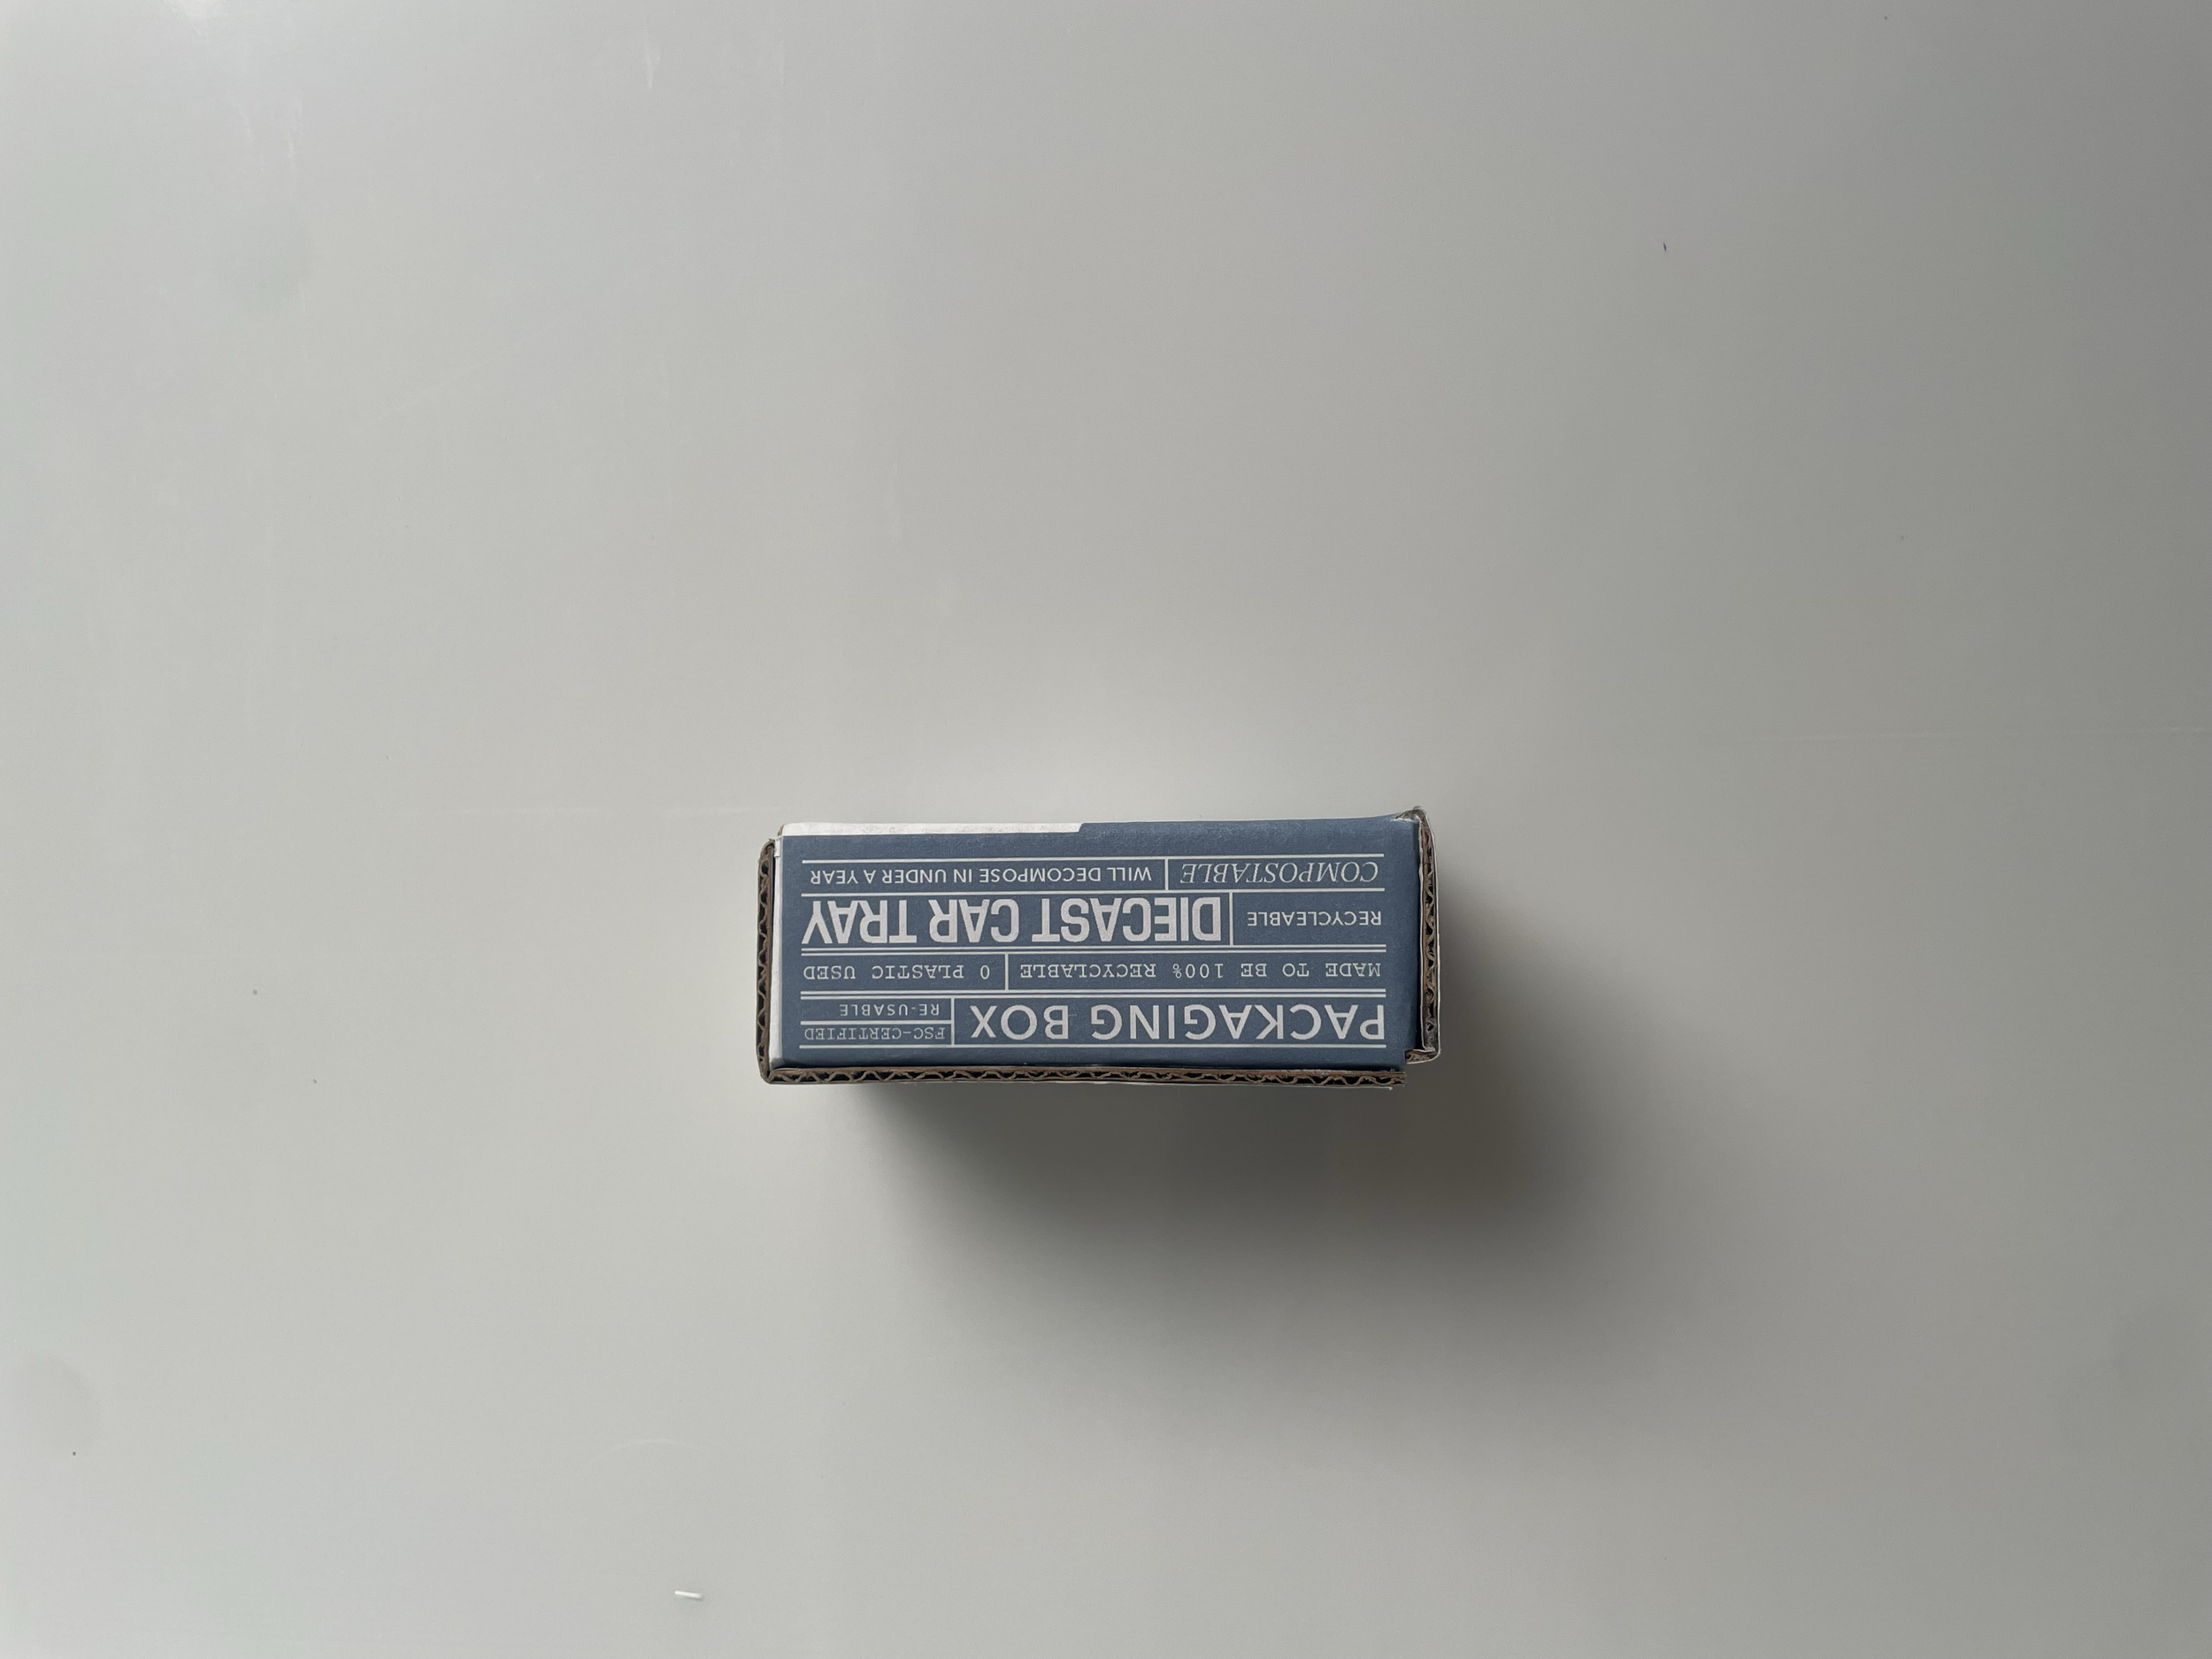 PACKAGING BOX
FSC-CERTIFIED
RE-USABLE
MADE TO BE 100% RECYCLABLE
0 PLASTIC USED
RECYCLEABLE
DIECAST CAR TRAY
COMPOSTABLE
WILL DECOMPOSE IN UNDER A YEAR